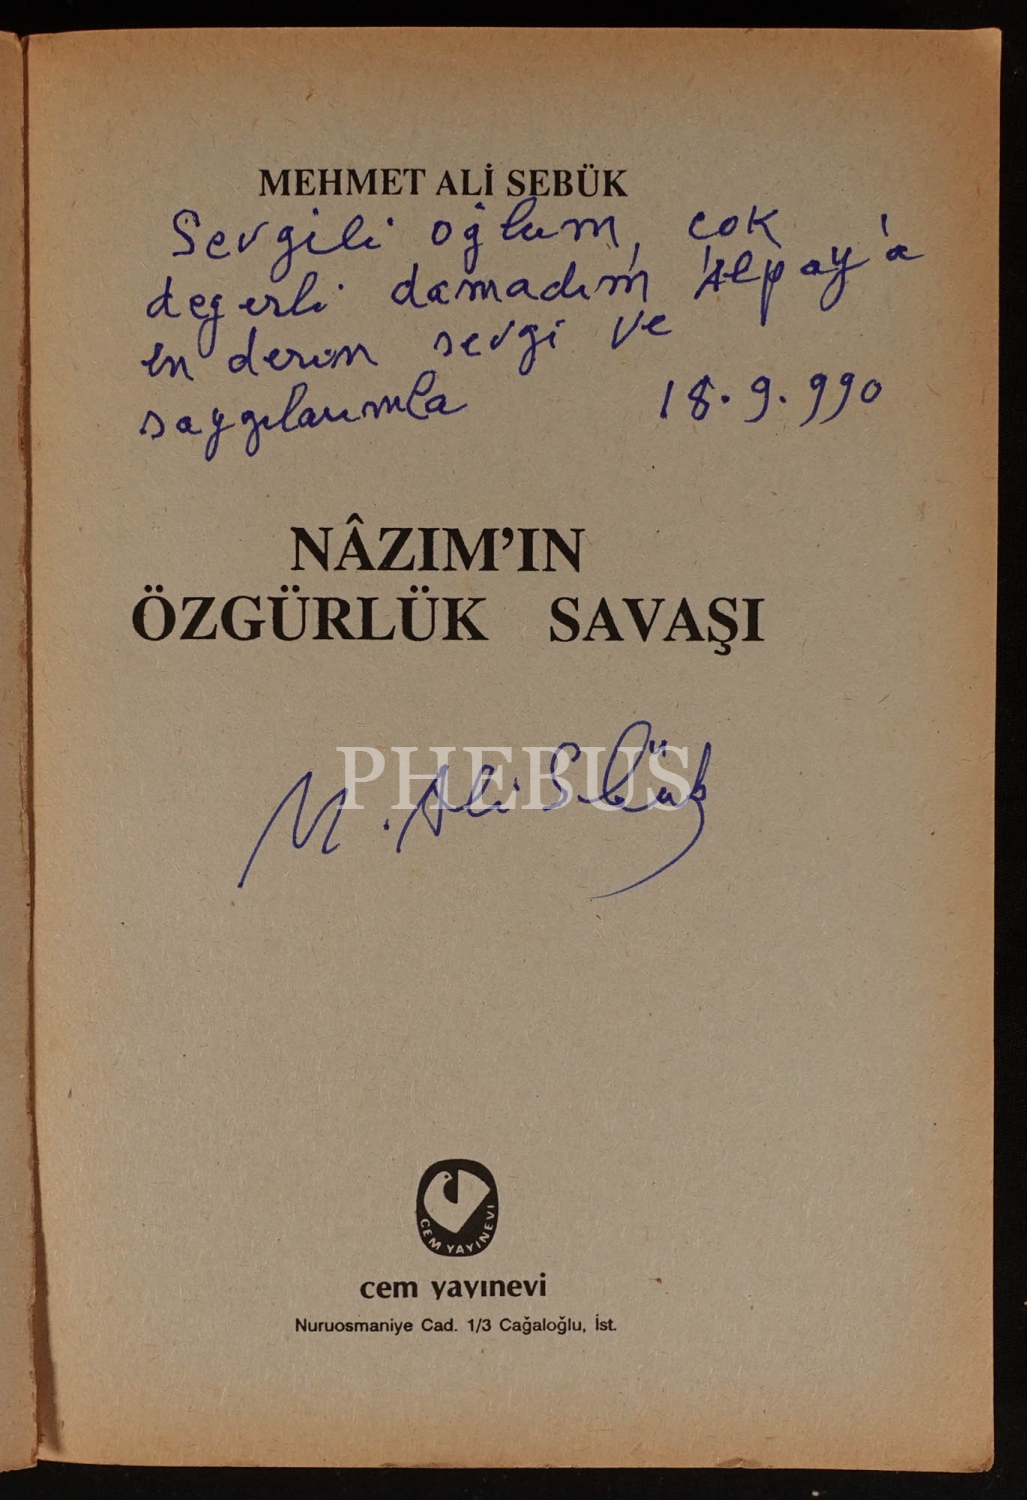 MEHMET ALİ SEBÜK
Sevgili oğlum, çok
değerli damadım Alpay'a
en derin sevgi ve
saygılarımla 18.9.990
NÂZIM'IN
ÖZGÜRLÜK SAVAŞI
PHEBUS
M. Ali Sebük
CEM YAYINEVİ
cem yayınevi
Nuruosmaniye Cad. 1/3 Cağaloğlu, İst.